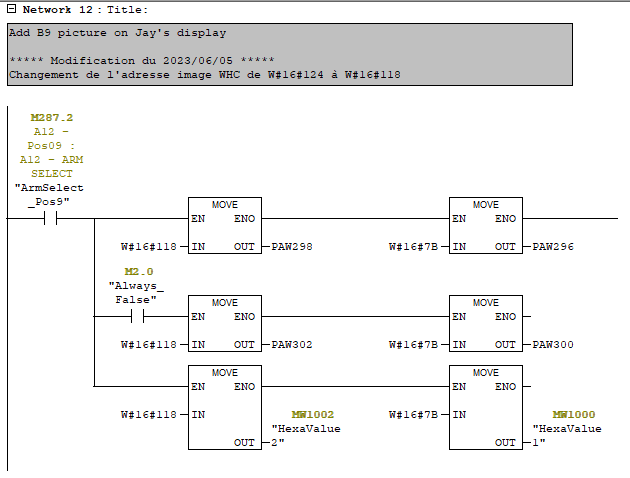 Network 12 : Title:
Add B9 picture on Jay's display
***** Modification du 2023/06/05 *****
Changement de l'adresse image WHC de W#16#124 à W#16#118
M287.2
A12 -
Pos09 :
A12 - ARM
SELECT
"ArmSelect
_Pos9"
MOVE MOVE
EN ENO EN ENO
W#16#118 IN OUT PAW298 W#16#7B IN OUT PAW296
M2.0
"Always_
False"
MOVE MOVE
EN ENO EN ENO
W#16#118 IN OUT PAW302 W#16#7B IN OUT PAW300
MOVE MOVE
EN ENO EN ENO
W#16#118 IN MW1002 W#16#7B IN MW1000
"HexaValue "HexaValue
OUT 2" OUT 1"